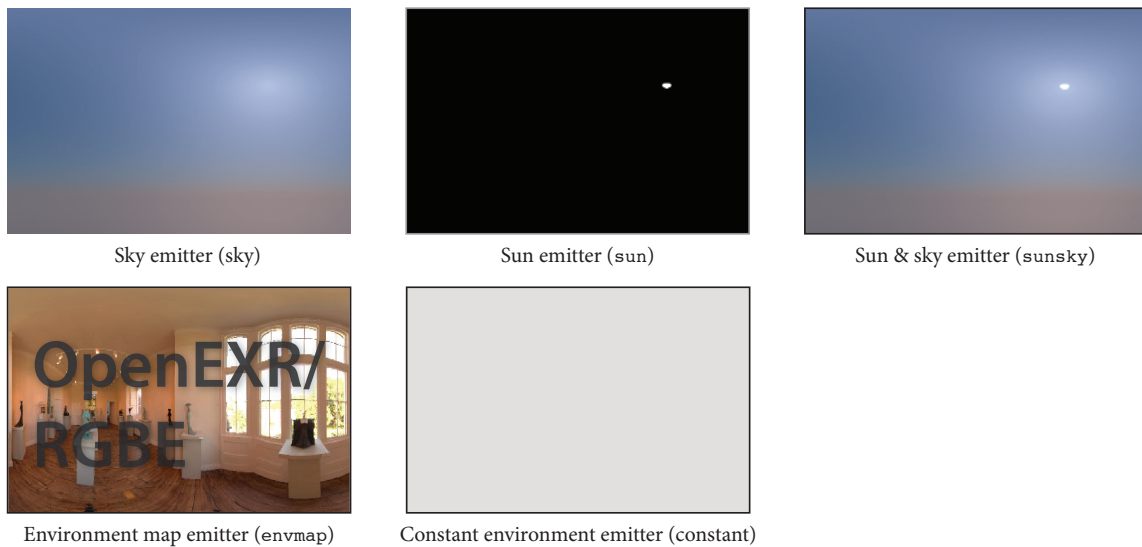 Sky emitter (sky)
Sun emitter (sun)
Sun & sky emitter (sunsky)
OpenEXR/
RGBE
Environment map emitter (envmap)
Constant environment emitter (constant)